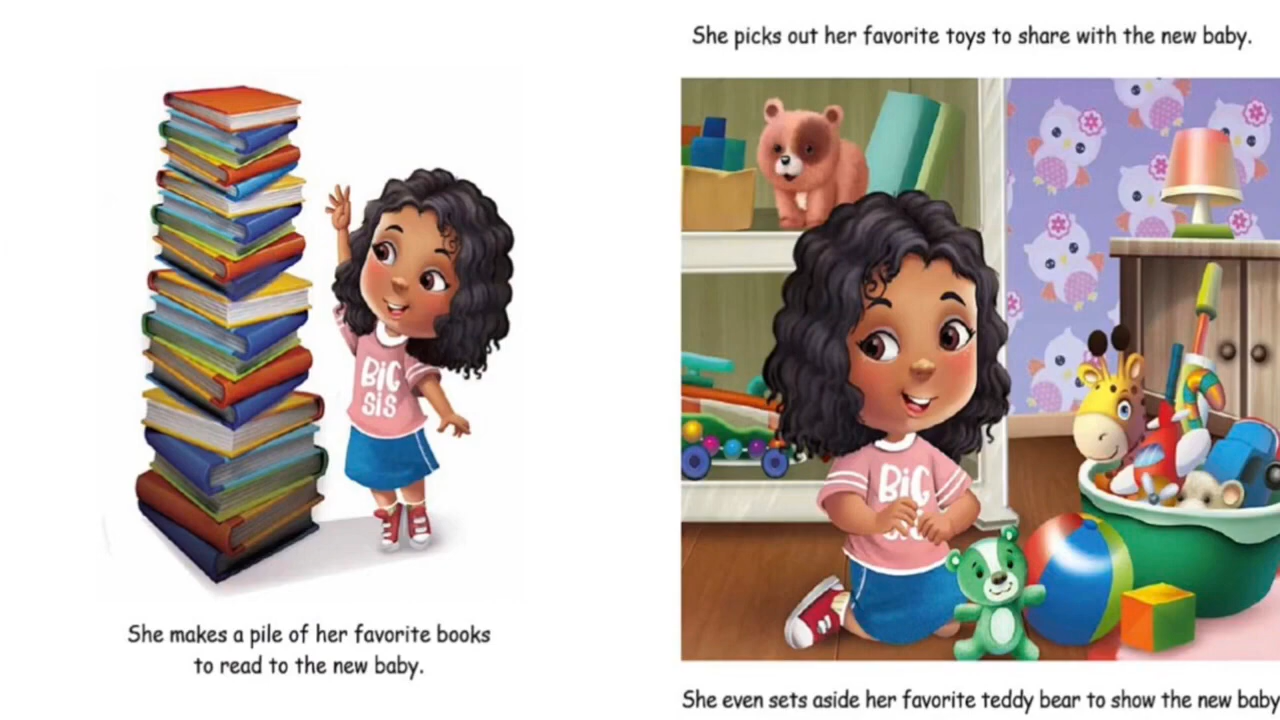 BIG
SIS
She makes a pile of her favorite books
to read to the new baby.
She picks out her favorite toys to share with the new baby.
BIG
She even sets aside her favorite teddy bear to show the new baby